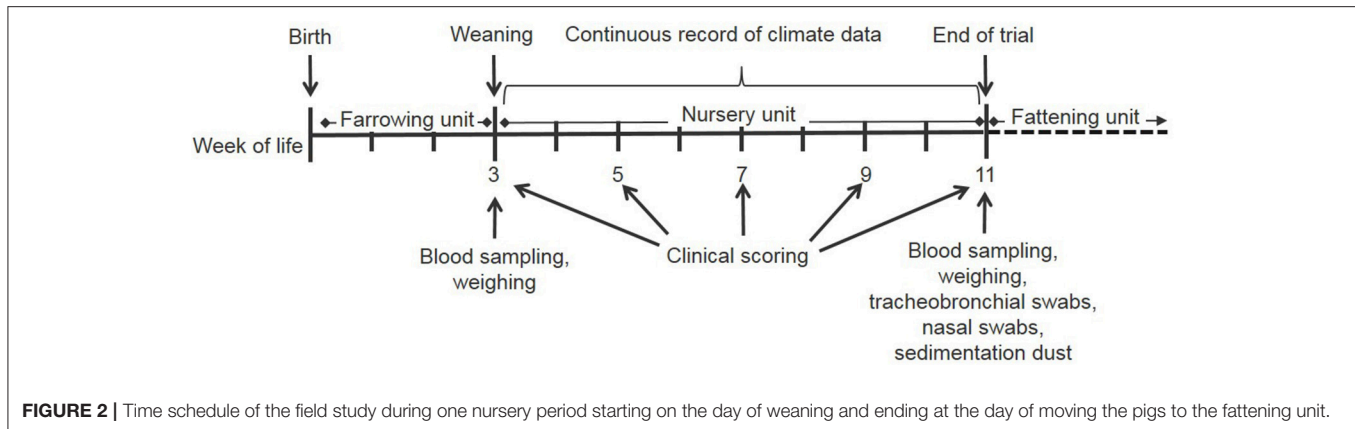 Birth
Weaning
Continuous record of climate data
End of trial
Farrowing unit
Nursery unit
Fattening unit
Week of life
3
5
7
9
11
Blood sampling,
weighing
Clinical scoring
Blood sampling,
weighing,
tracheobronchial swabs,
nasal swabs,
sedimentation dust
FIGURE 2 | Time schedule of the field study during one nursery period starting on the day of weaning and ending at the day of moving the pigs to the fattening unit.